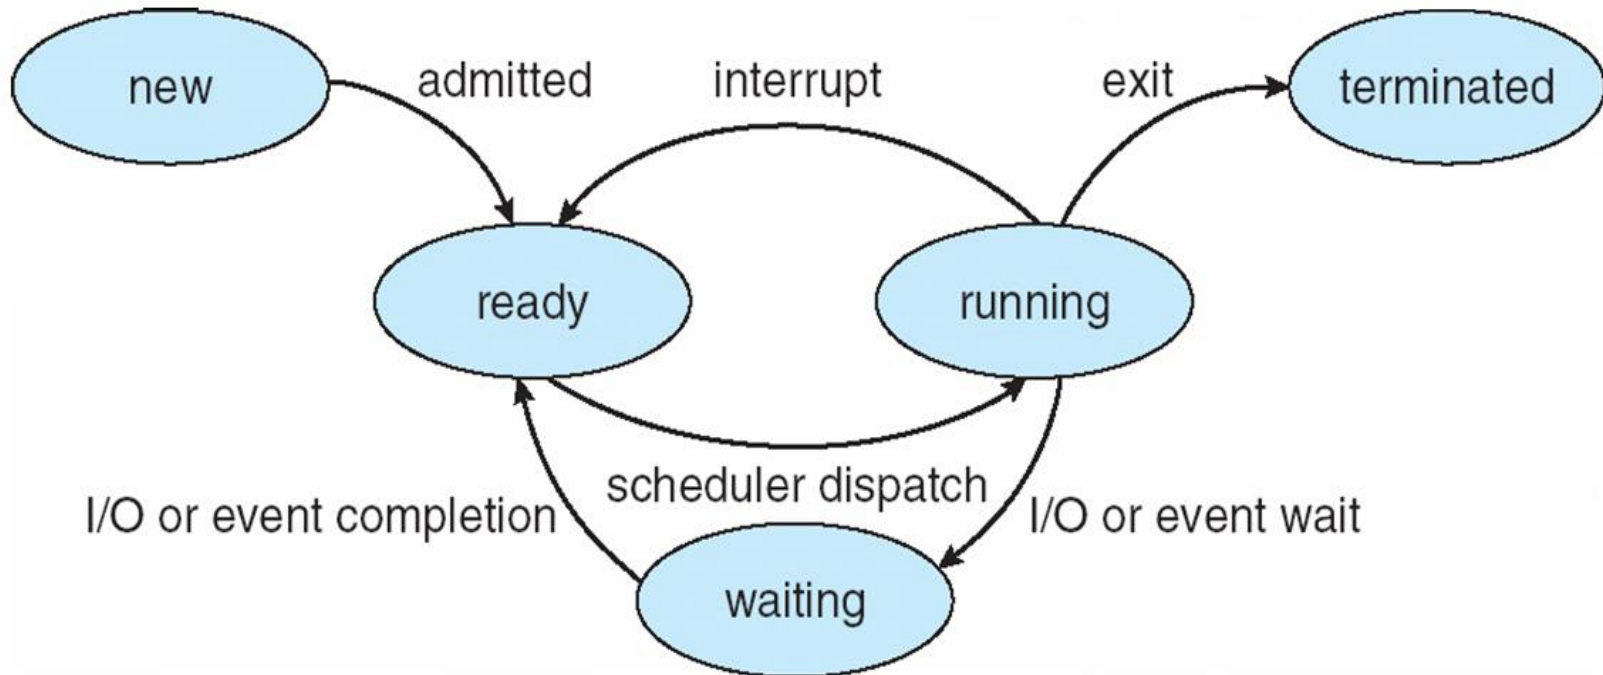 new
admitted
interrupt
exit
terminated
ready
running
scheduler dispatch
I/O or event completion
I/O or event wait
waiting